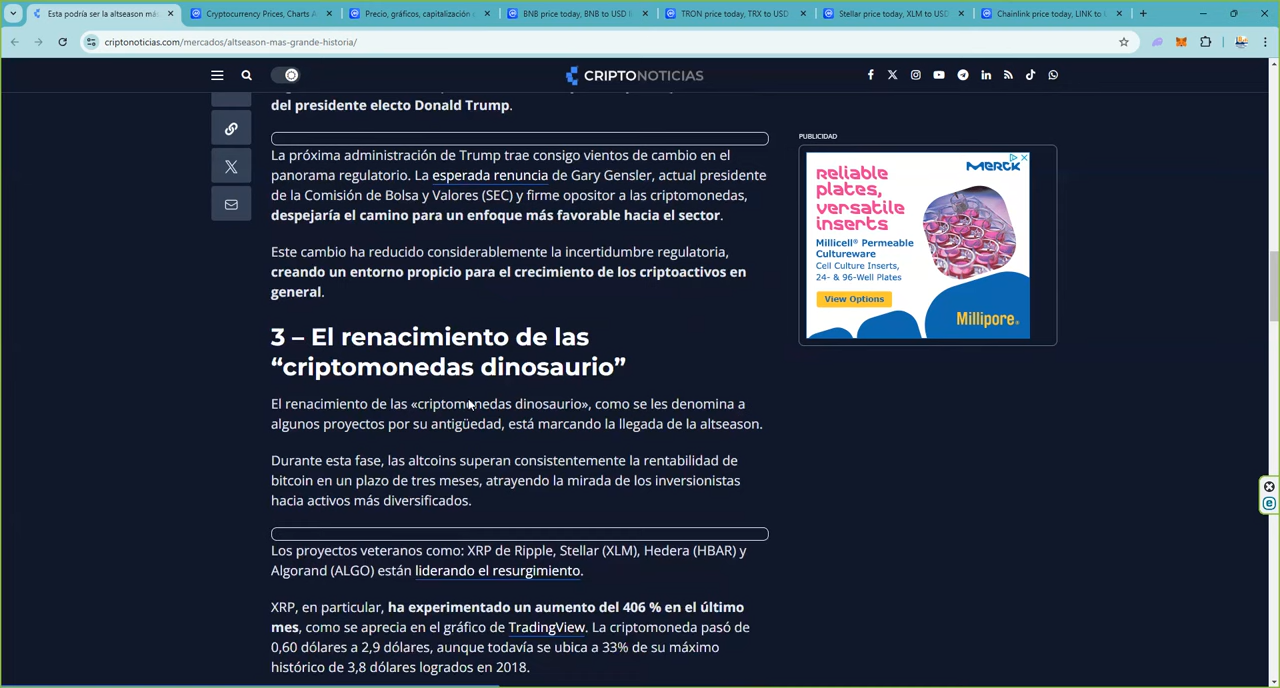 Esta podría ser la altseason má
Cryptocurrency Prices, Charts A
Precio, gráficos, capitalización
BNB price today, BNB to USD l
TRON price today, TRX to USD
Stellar price today, XLM to USD
Chainlink price today, LINK to
criptonoticias.com/mercados/altseason-mas-grande-historia/
CRIPTONOTICIAS
del presidente electo Donald Trump.
La próxima administración de Trump trae consigo vientos de cambio en el
panorama regulatorio. La esperada renuncia de Gary Gensler, actual presidente
de la Comisión de Bolsa y Valores (SEC) y firme opositor a las criptomonedas,
despejaría el camino para un enfoque más favorable hacia el sector.
Este cambio ha reducido considerablemente la incertidumbre regulatoria,
creando un entorno propicio para el crecimiento de los criptoactivos en
general.
3 – El renacimiento de las
“criptomonedas dinosaurio”
El renacimiento de las «criptomonedas dinosaurio», como se les denomina a
algunos proyectos por su antigüedad, está marcando la llegada de la altseason.
Durante esta fase, las altcoins superan consistentemente la rentabilidad de
bitcoin en un plazo de tres meses, atrayendo la mirada de los inversionistas
hacia activos más diversificados.
Los proyectos veteranos como: XRP de Ripple, Stellar (XLM), Hedera (HBAR) y
Algorand (ALGO) están liderando el resurgimiento.
XRP, en particular, ha experimentado un aumento del 406 % en el último
mes, como se aprecia en el gráfico de TradingView. La criptomoneda pasó de
0,60 dólares a 2,9 dólares, aunque todavía se ubica a 33% de su máximo
histórico de 3,8 dólares logrados en 2018.
PUBLICIDAD
MERCK
reliable
plates,
versatile
inserts
Millicell® Permeable
Cultureware
Cell Culture Inserts,
24- & 96-Well Plates
View Options
Millipore®